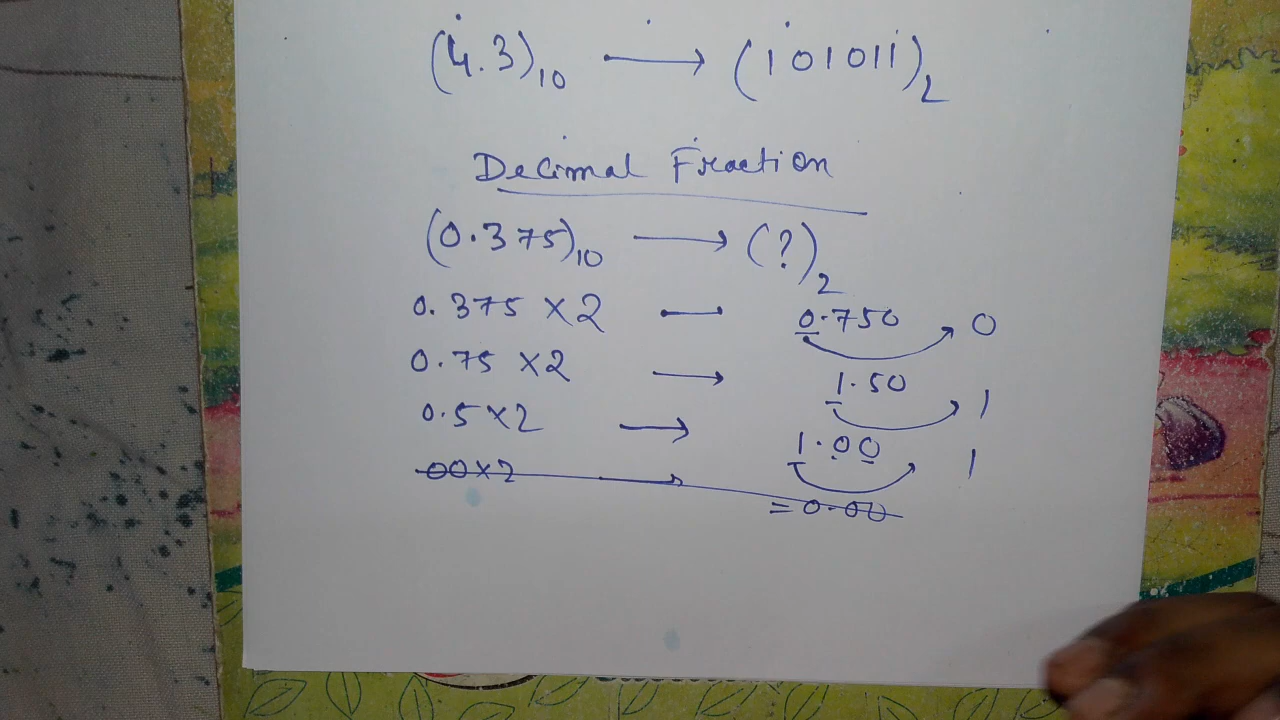 (4.3)10 → (101011)2
Decimal Fraction
(0.375)10 → (?)2
0.375 × 2 — 0.750 → 0
0.75 × 2 → 1.50 → 1
0.5 × 2 → 1.00 → 1
00 × 2 → = 0.00